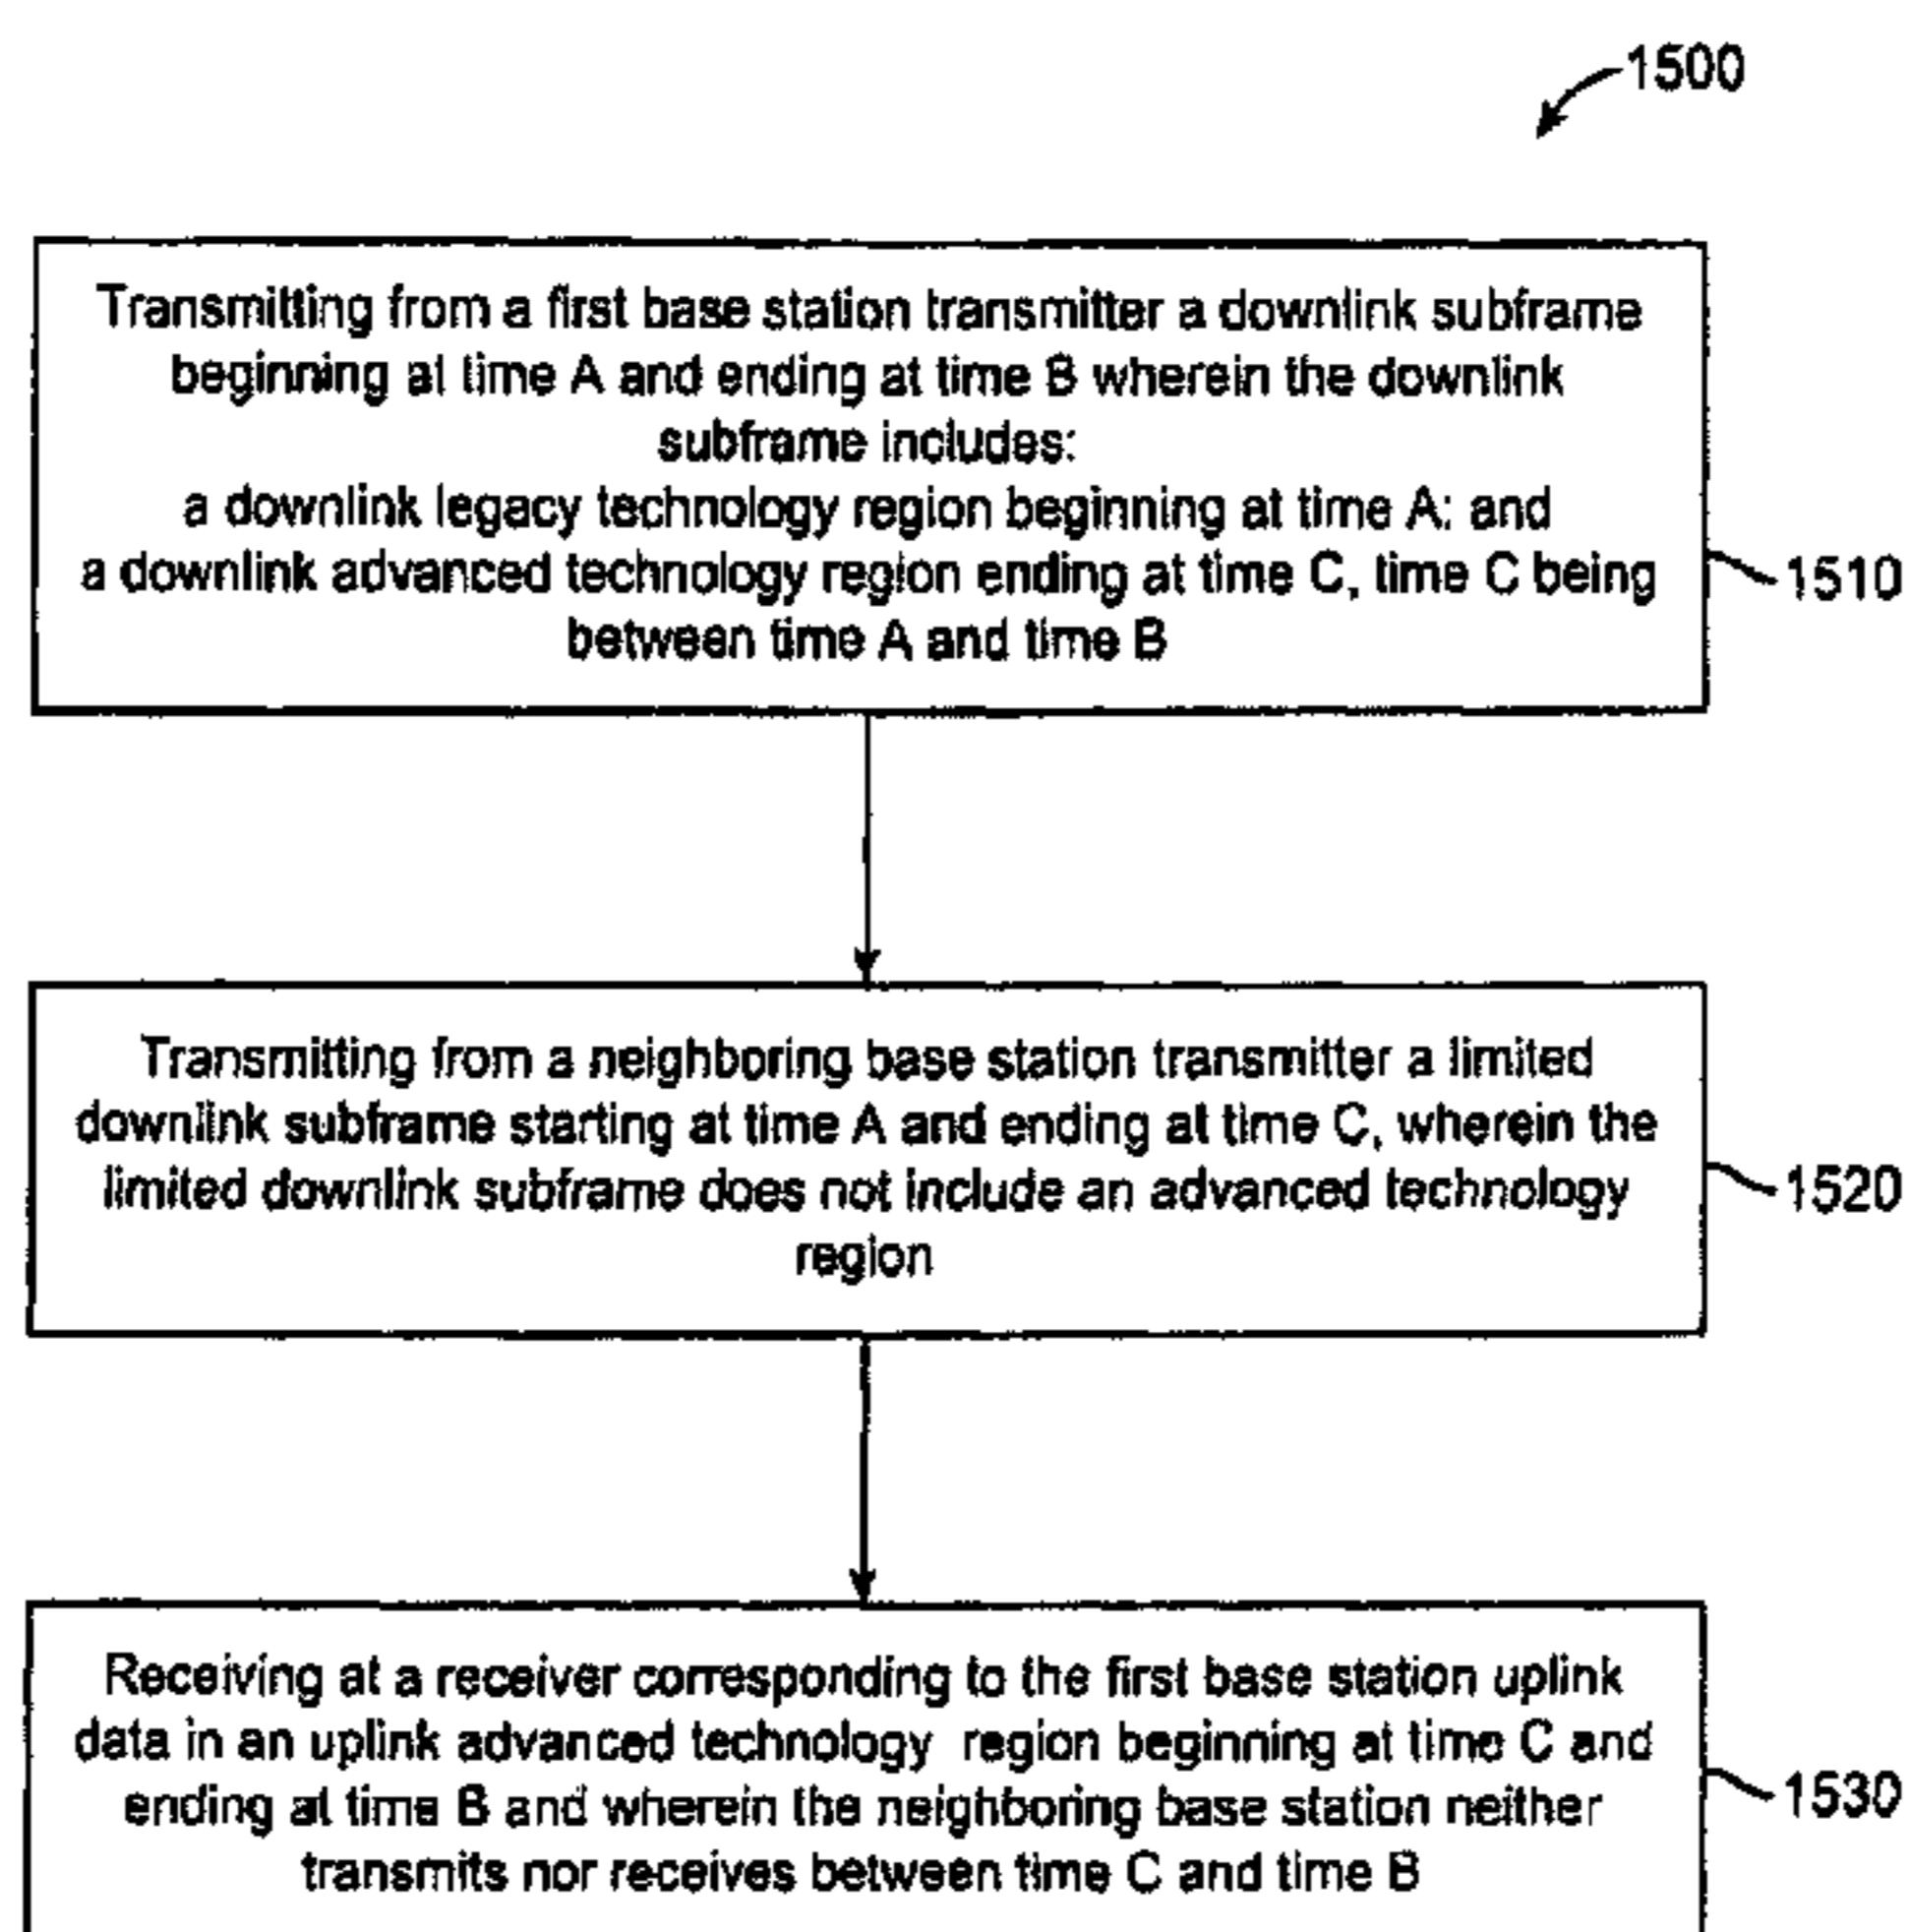 1500
Transmitting from a first base station transmitter a downlink subframe
beginning at time A and ending at time B wherein the downlink
subframe includes:
a downlink legacy technology region beginning at time A: and
a downlink advanced technology region ending at time C, time C being
between time A and time B
1510
Transmitting from a neighboring base station transmitter a limited
downlink subframe starting at time A and ending at time C, wherein the
limited downlink subframe does not include an advanced technology
region
1520
Receiving at a receiver corresponding to the first base station uplink
data in an uplink advanced technology region beginning at time C and
ending at time B and wherein the neighboring base station neither
transmits nor receives between time C and time B
1530